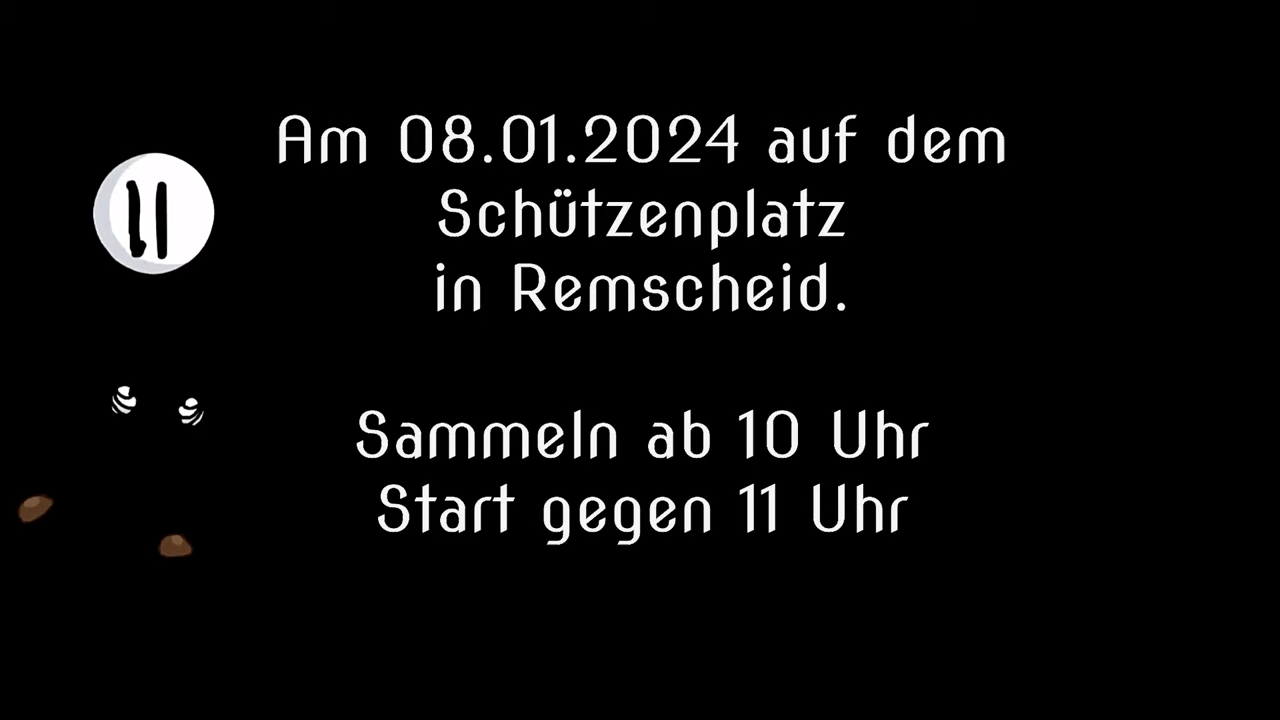 Am 08.01.2024 auf dem
Schützenplatz
in Remscheid.
Sammeln ab 10 Uhr
Start gegen 11 Uhr